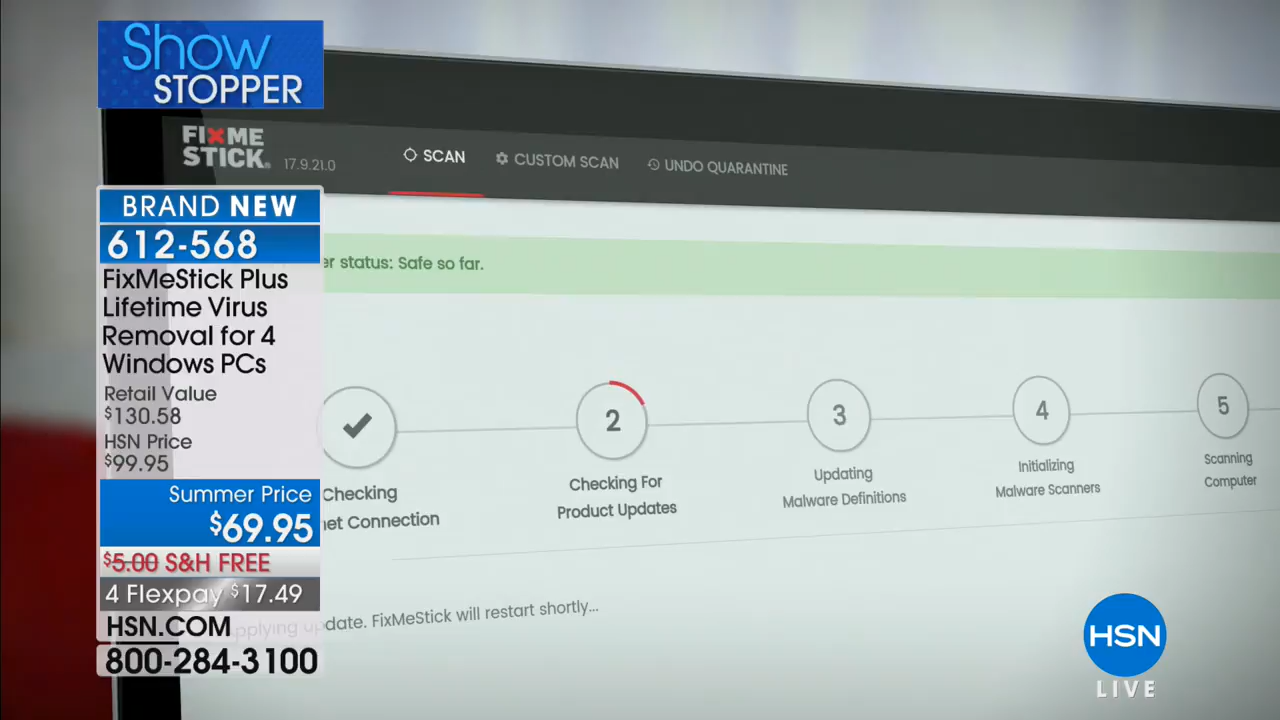 Show
STOPPER
FIXME
STICK. 17.9.21.0
SCAN
CUSTOM SCAN
UNDO QUARANTINE
BRAND NEW
612-568
FixMeStick Plus
Lifetime Virus
Removal for 4
Windows PCs
Retail Value
$130.58
HSN Price
$99.95
Summer Price
$69.95
$5.00 S&H FREE
4 Flexpay $17.49
HSN.COM
800-284-3100
status: Safe so far.
2
3
4
5
Checking
Connection
Checking For
Product Updates
Updating
Malware Definitions
Initializing
Malware Scanners
Scanning
Computer
FixMeStick will restart shortly...
HSN
LIVE